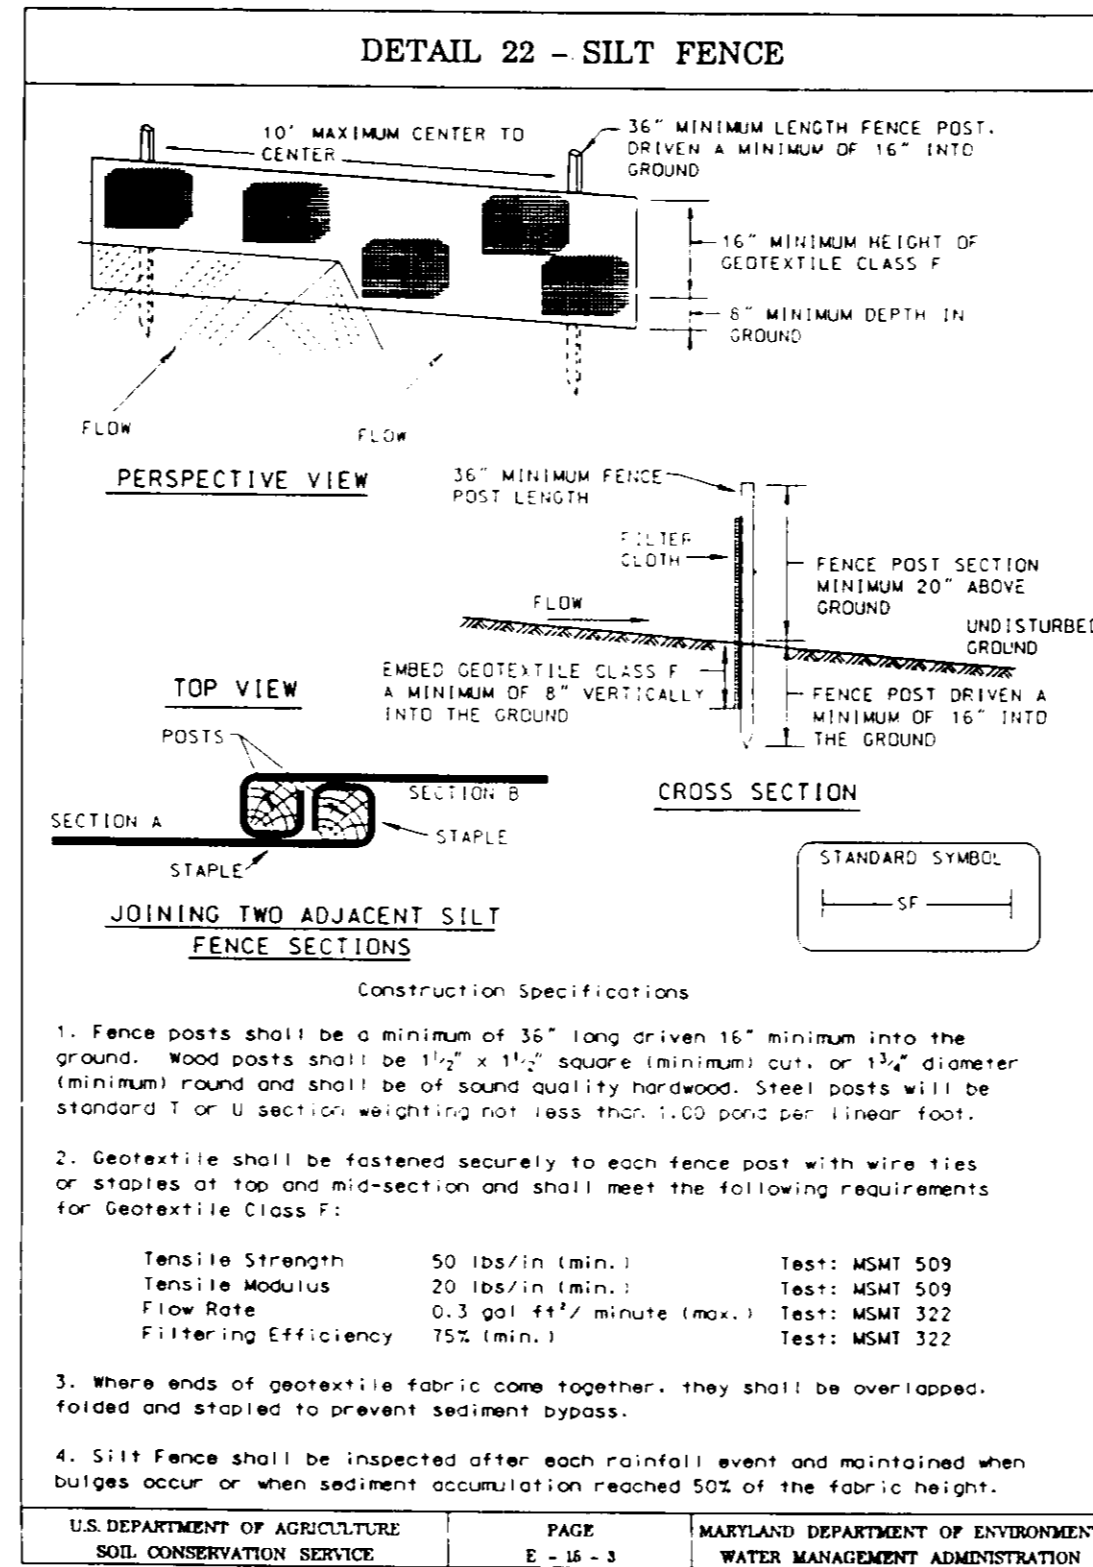 DETAIL 22 - SILT FENCE
10' MAXIMUM CENTER TO
CENTER
36" MINIMUM LENGTH FENCE POST.
DRIVEN A MINIMUM OF 16" INTO
GROUND
16" MINIMUM HEIGHT OF
GEOTEXTILE CLASS F
8" MINIMUM DEPTH IN
GROUND
FLOW
FLOW
PERSPECTIVE VIEW
36" MINIMUM FENCE
POST LENGTH
FILTER
CLOTH
FENCE POST SECTION
MINIMUM 20" ABOVE
GROUND
FLOW
UNDISTURBED
GROUND
EMBED GEOTEXTILE CLASS F
A MINIMUM OF 8" VERTICALLY
INTO THE GROUND
FENCE POST DRIVEN A
MINIMUM OF 16" INTO
THE GROUND
TOP VIEW
POSTS
SECTION B
SECTION A
STAPLE
STAPLE
CROSS SECTION
STANDARD SYMBOL
SF
JOINING TWO ADJACENT SILT
FENCE SECTIONS
Construction Specifications
1. Fence posts shall be a minimum of 36" long driven 16" minimum into the
ground. Wood posts shall be 1½" x 1½" square (minimum) cut, or 1¾" diameter
(minimum) round and shall be of sound quality hardwood. Steel posts will be
standard T or U section weighting not less than 1.00 pond per linear foot.
2. Geotextile shall be fastened securely to each fence post with wire ties
or staples at top and mid-section and shall meet the following requirements
for Geotextile Class F:
Tensile Strength 50 lbs/in (min.) Test: MSMT 509
Tensile Modulus 20 lbs/in (min.) Test: MSMT 509
Flow Rate 0.3 gal ft²/ minute (max.) Test: MSMT 322
Filtering Efficiency 75% (min.) Test: MSMT 322
3. Where ends of geotextile fabric come together, they shall be overlapped,
folded and stapled to prevent sediment bypass.
4. Silt Fence shall be inspected after each rainfall event and maintained when
bulges occur or when sediment accumulation reached 50% of the fabric height.
U.S. DEPARTMENT OF AGRICULTURE
SOIL CONSERVATION SERVICE
PAGE
E - 15 - 3
MARYLAND DEPARTMENT OF ENVIRONMENT
WATER MANAGEMENT ADMINISTRATION